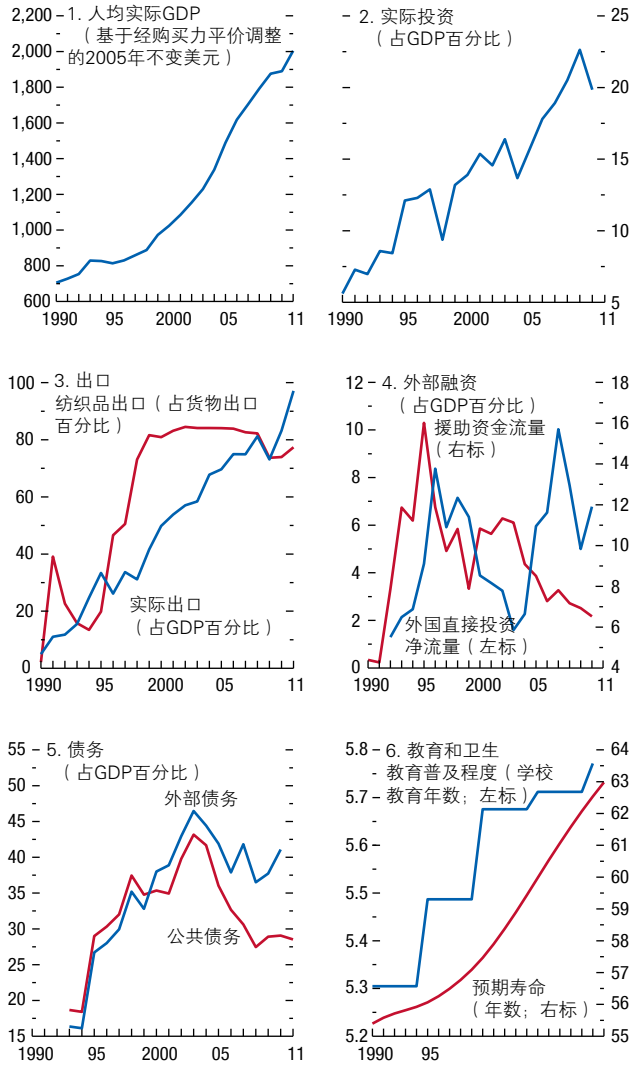 1. 人均实际GDP
（基于经购买力平价调整
的2005年不变美元）
2,200
2,000
1,800
1,600
1,400
1,200
1,000
800
600
1990 95 2000 05 11
2. 实际投资
（占GDP百分比）
25
20
15
10
5
1990 95 2000 05 11
3. 出口
纺织品出口（占货物出口
百分比）
实际出口
（占GDP百分比）
100
80
60
40
20
0
1990 95 2000 05 11
4. 外部融资
（占GDP百分比）
援助资金流量
（右标）
外国直接投资
净流量（左标）
12
10
8
6
4
2
0
18
16
14
12
10
8
6
4
1990 95 2000 05 11
5. 债务
（占GDP百分比）
外部债务
公共债务
55
50
45
40
35
30
25
20
15
1990 95 2000 05 11
6. 教育和卫生
教育普及程度（学校
教育年数；左标）
预期寿命
（年数；右标）
5.8
5.7
5.6
5.5
5.4
5.3
5.2
64
63
62
61
60
59
58
57
56
55
1990 95